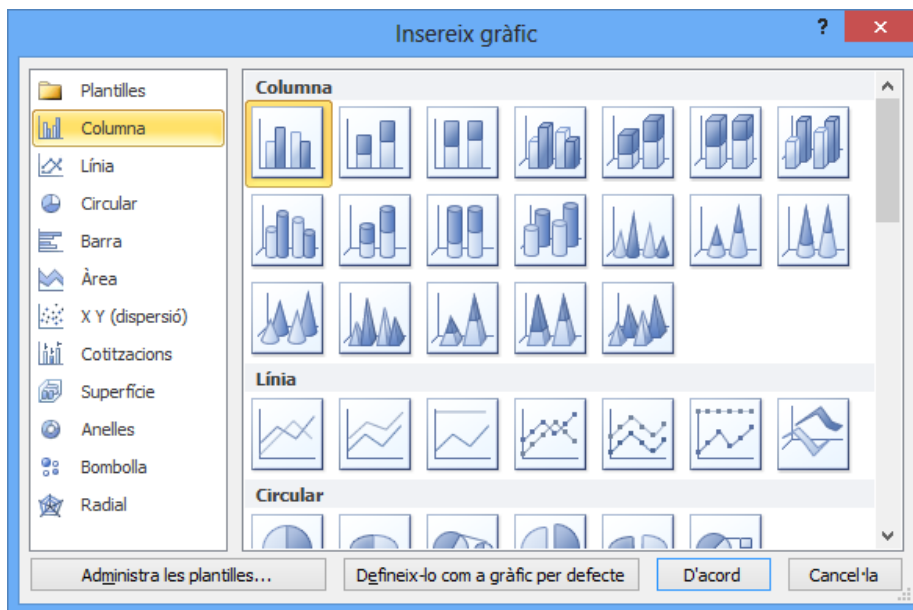 Insereix gràfic
?
Plantilles
Columna
Línia
Circular
Barra
Àrea
X Y (dispersió)
Cotitzacions
Superfície
Anelles
Bombolla
Radial
Columna
Línia
Circular
Administra les plantilles...
Defineix-lo com a gràfic per defecte
D'acord
Cancel·la